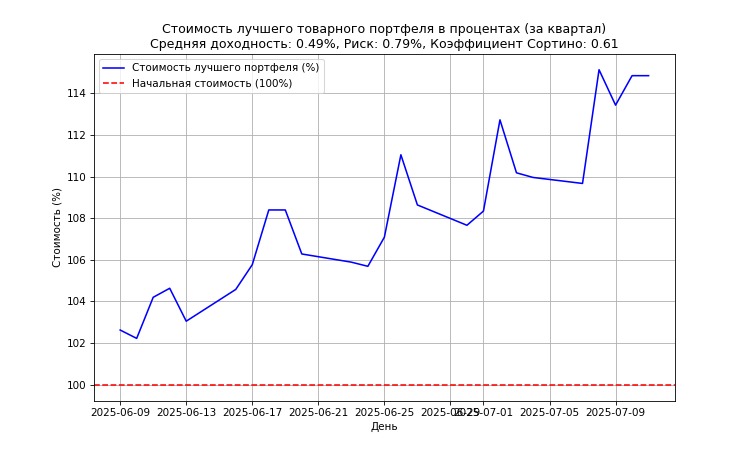 Стоимость лучшего товарного портфеля в процентах (за квартал)
Средняя доходность: 0.49%, Риск: 0.79%, Коэффициент Сортино: 0.61
Стоимость лучшего портфеля (%)
Начальная стоимость (100%)
Стоимость (%)
114
112
110
108
106
104
102
100
2025-06-09 2025-06-13 2025-06-17 2025-06-21 2025-06-25 2025-06-29 2025-07-01 2025-07-05 2025-07-09
День